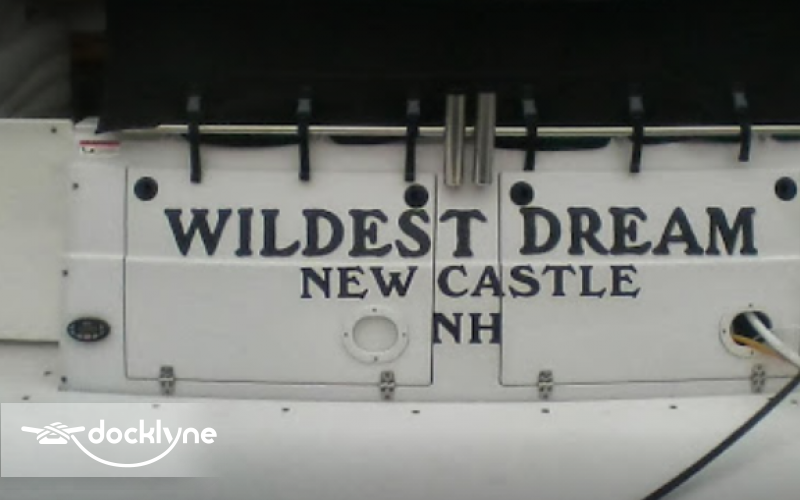 WILDEST DREAM
NEW CASTLE
NH
docklyne